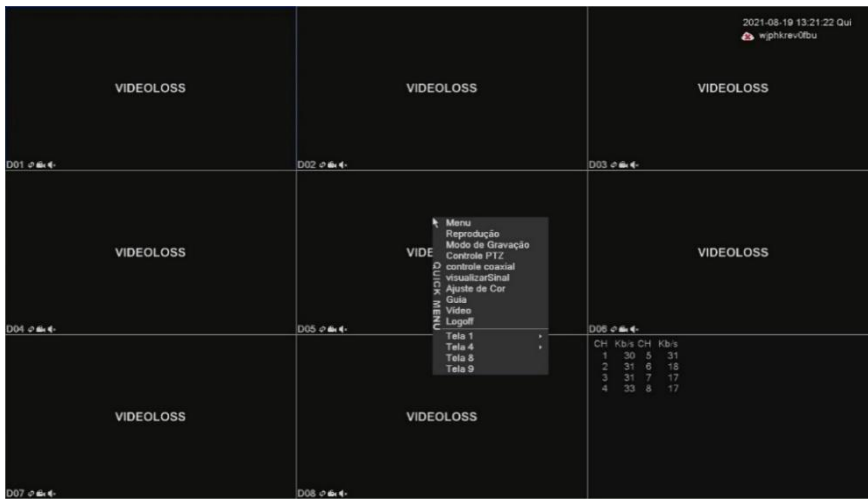 2021-08-19 13:21:22 Qui
wjphkrev0fbu
VIDEOLOSS
VIDEOLOSS
VIDEOLOSS
D01
D02
D03
VIDEOLOSS
VIDE
VIDEOLOSS
D04
D05
D06
QUICK MENU
Menu
Reprodução
Modo de Gravação
Controle PTZ
controle coaxial
visualizarSinal
Ajuste de Cor
Guia
Vídeo
Logoff
Tela 1
Tela 4
Tela 8
Tela 9
CH Kb/s CH Kb/s
1 30 5 31
2 31 6 18
3 31 7 17
4 33 8 17
VIDEOLOSS
VIDEOLOSS
D07
D08